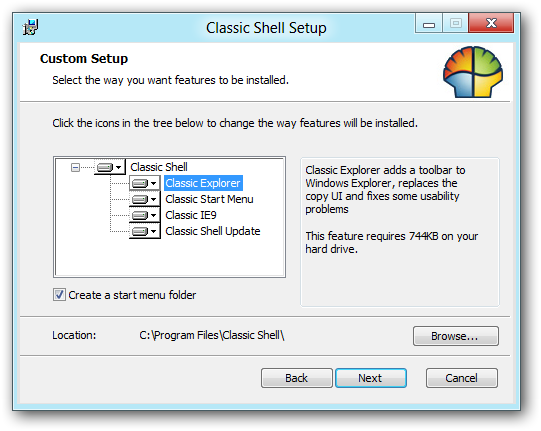 Classic Shell Setup
Custom Setup
Select the way you want features to be installed.
Click the icons in the tree below to change the way features will be installed.
Classic Shell
Classic Explorer
Classic Start Menu
Classic IE9
Classic Shell Update
Classic Explorer adds a toolbar to
Windows Explorer, replaces the
copy UI and fixes some usability
problems
This feature requires 744KB on your
hard drive.
Create a start menu folder
Location: C:\Program Files\Classic Shell\
Browse...
Back Next Cancel